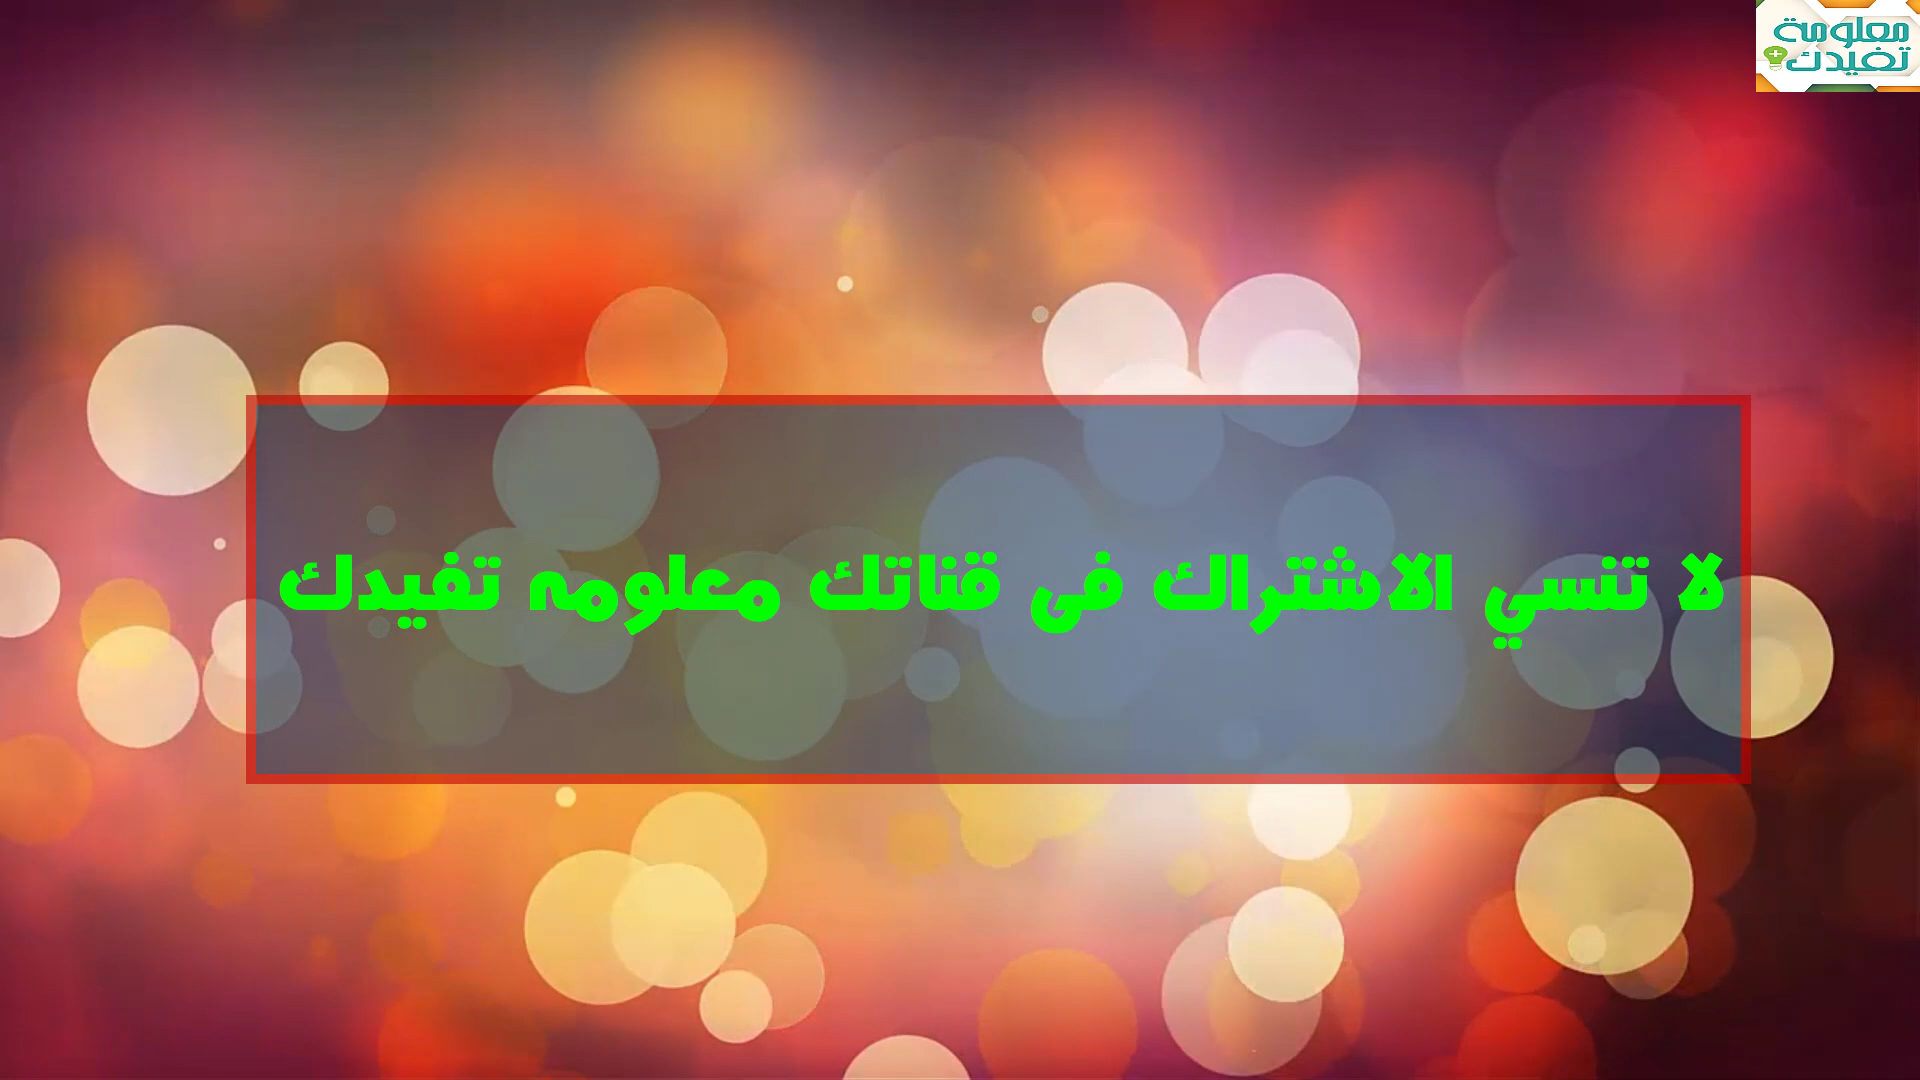 معلومة
تفيدك
لا تنسي الاشتراك فى قناتك معلومه تفيدك